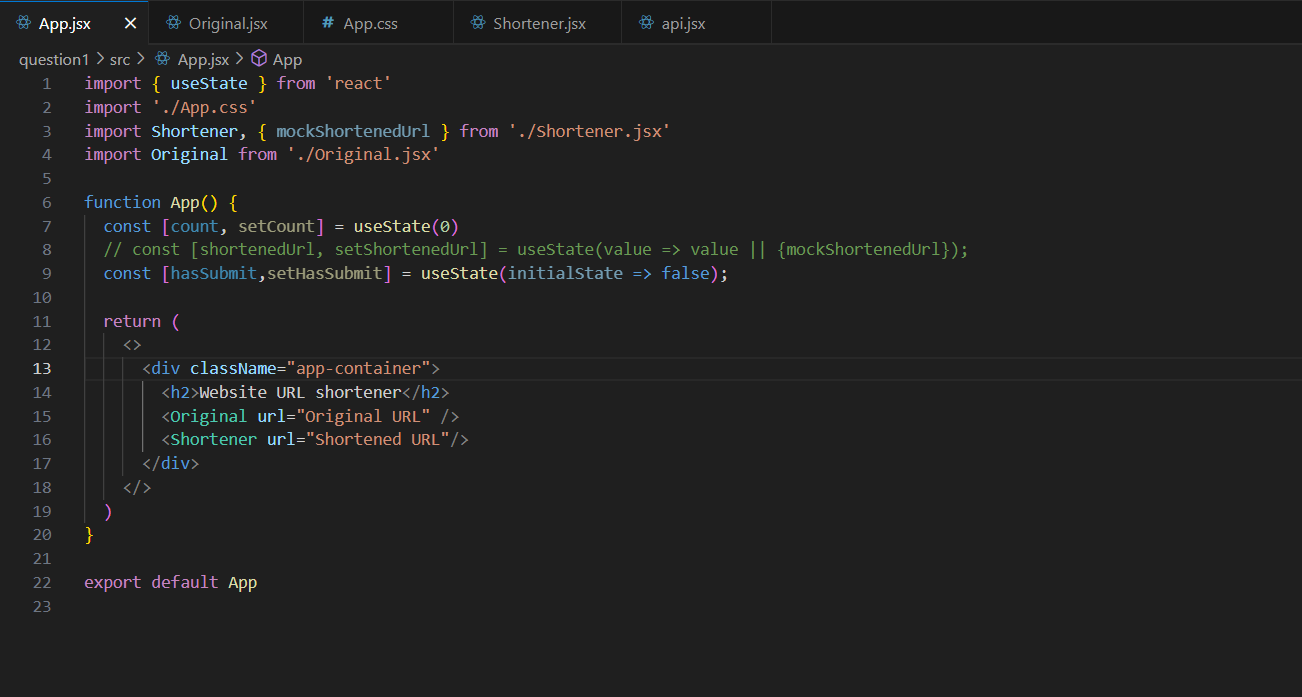 App.jsx Original.jsx # App.css Shortener.jsx api.jsx
question1 > src > App.jsx > App
1 import { useState } from 'react'
2 import './App.css'
3 import Shortener, { mockShortenedUrl } from './Shortener.jsx'
4 import Original from './Original.jsx'
5
6 function App() {
7   const [count, setCount] = useState(0)
8   // const [shortenedUrl, setShortenedUrl] = useState(value => value || {mockShortenedUrl});
9   const [hasSubmit,setHasSubmit] = useState(initialState => false);
10
11   return (
12     <>
13       <div className="app-container">
14         <h2>Website URL shortener</h2>
15         <Original url="Original URL" />
16         <Shortener url="Shortened URL"/>
17       </div>
18     </>
19   )
20 }
21
22 export default App
23